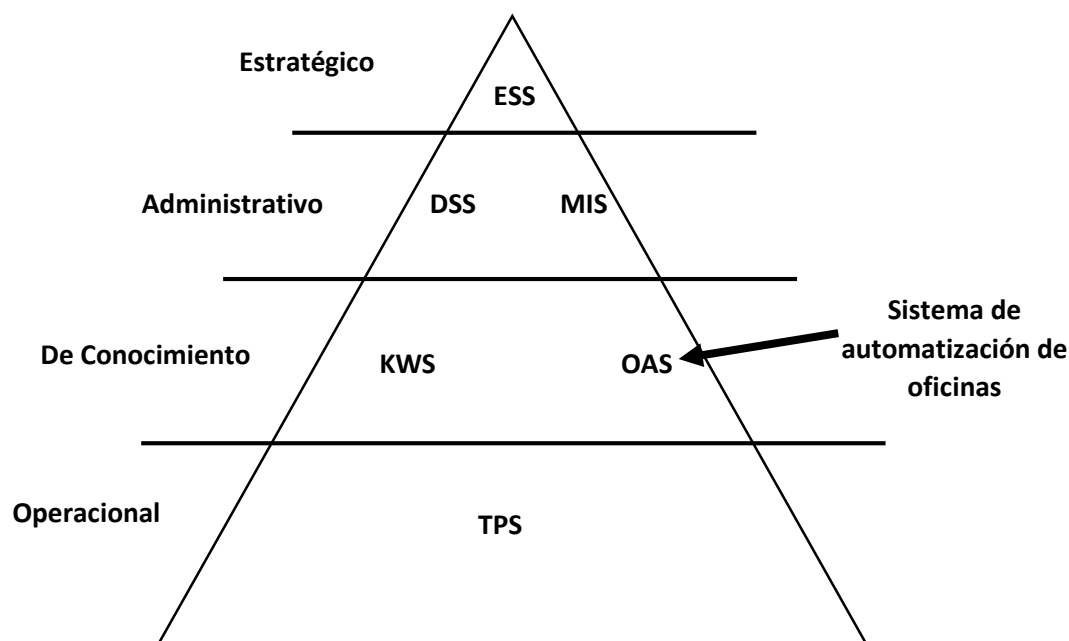 Estratégico
ESS
Administrativo
DSS
MIS
De Conocimiento
KWS
OAS
Sistema de
automatización de
oficinas
Operacional
TPS